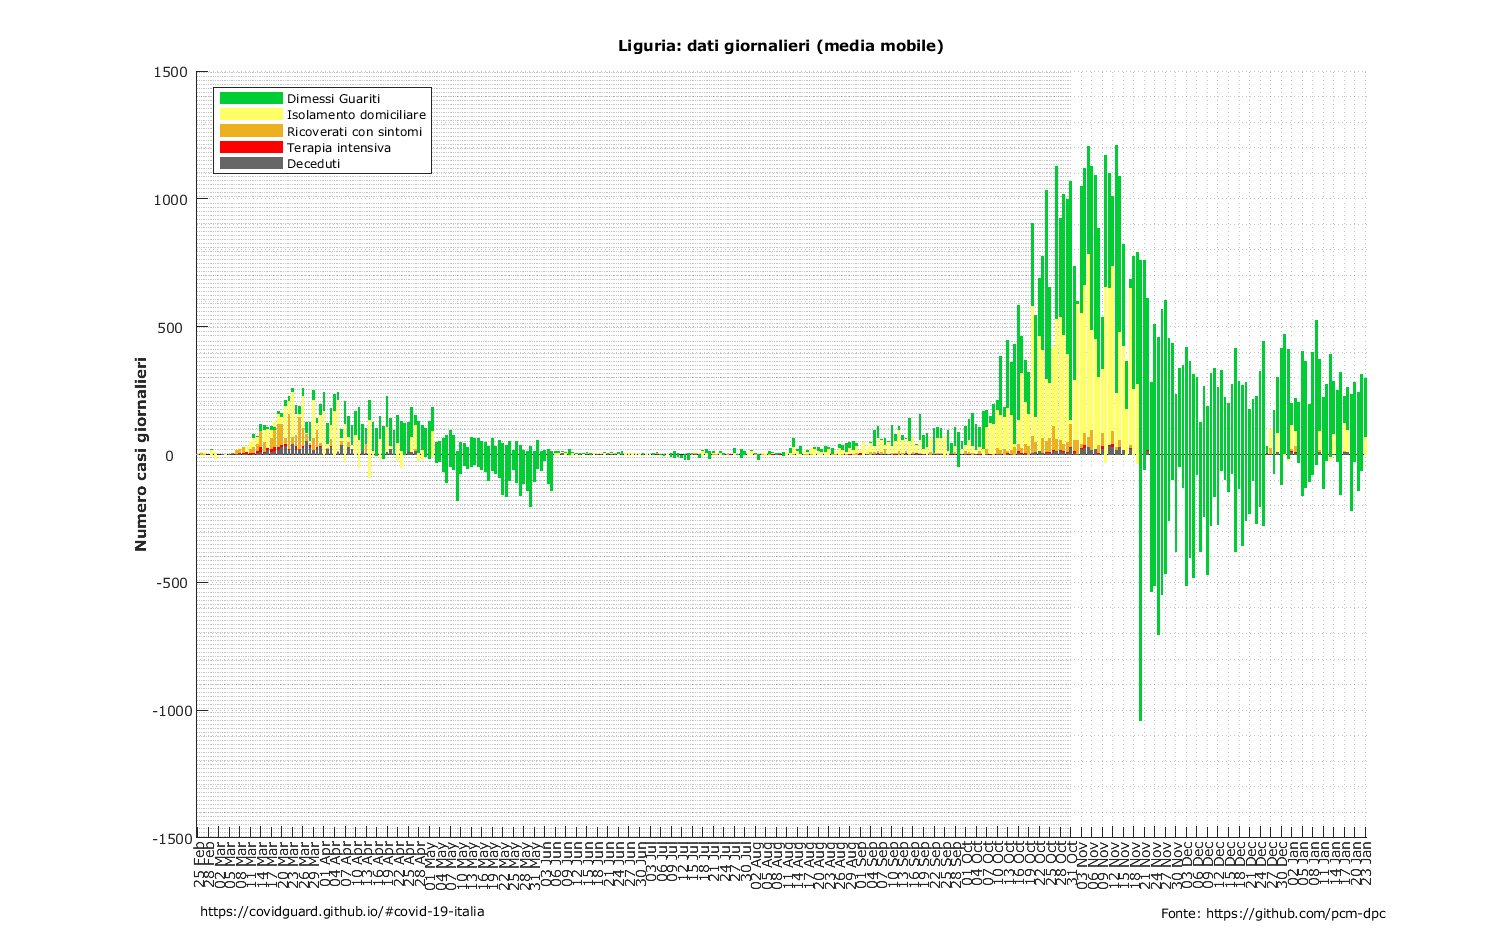 Liguria: dati giornalieri (media mobile)
Dimessi Guariti
Isolamento domiciliare
Ricoverati con sintomi
Terapia intensiva
Deceduti
Numero casi giornalieri
1500
1000
500
0
-500
-1000
-1500
25 Feb
28 Feb
02 Mar
05 Mar
08 Mar
11 Mar
14 Mar
17 Mar
20 Mar
23 Mar
26 Mar
29 Mar
01 Apr
04 Apr
07 Apr
10 Apr
13 Apr
16 Apr
19 Apr
22 Apr
25 Apr
28 Apr
01 May
04 May
07 May
10 May
13 May
16 May
19 May
22 May
25 May
28 May
31 May
03 Jun
06 Jun
09 Jun
12 Jun
15 Jun
18 Jun
21 Jun
24 Jun
27 Jun
30 Jun
03 Jul
06 Jul
09 Jul
12 Jul
15 Jul
18 Jul
21 Jul
24 Jul
27 Jul
30 Jul
02 Aug
05 Aug
08 Aug
11 Aug
14 Aug
17 Aug
20 Aug
23 Aug
26 Aug
29 Aug
01 Sep
04 Sep
07 Sep
10 Sep
13 Sep
16 Sep
19 Sep
22 Sep
25 Sep
28 Sep
01 Oct
04 Oct
07 Oct
10 Oct
13 Oct
16 Oct
19 Oct
22 Oct
25 Oct
28 Oct
31 Oct
03 Nov
06 Nov
09 Nov
12 Nov
15 Nov
18 Nov
21 Nov
24 Nov
27 Nov
30 Nov
03 Dec
06 Dec
09 Dec
12 Dec
15 Dec
18 Dec
21 Dec
24 Dec
27 Dec
30 Dec
02 Jan
05 Jan
08 Jan
11 Jan
14 Jan
17 Jan
20 Jan
23 Jan
https://covidguard.github.io/#covid-19-italia
Fonte: https://github.com/pcm-dpc